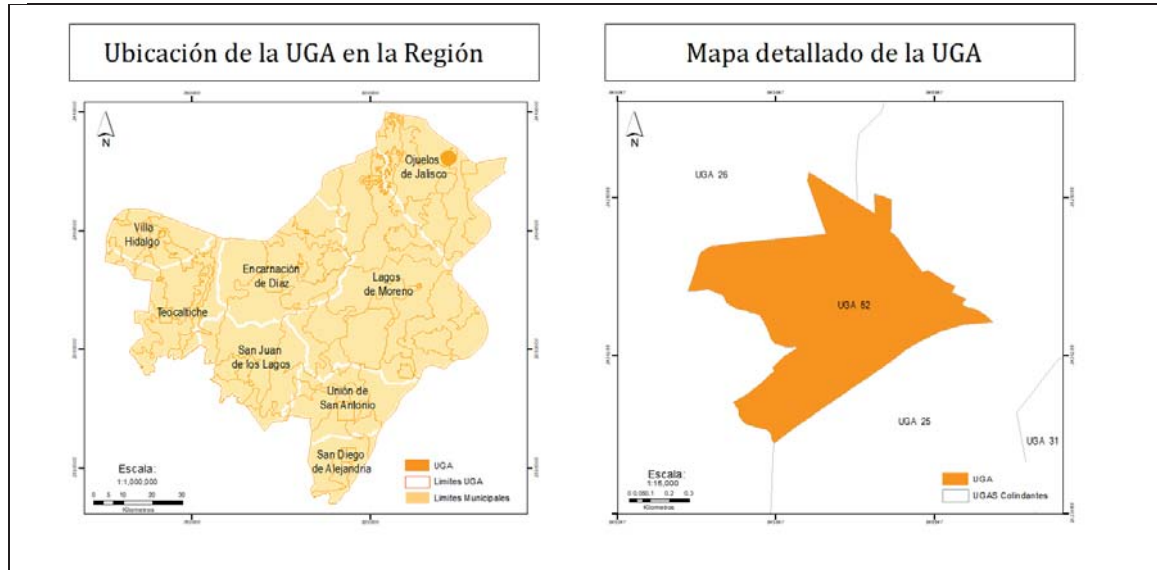 Ubicación de la UGA en la Región
N
Ojuelos
de Jalisco
Villa
Hidalgo
Encarnación
de Díaz
Lagos
de Moreno
Teocaltiche
San Juan
de los Lagos
Unión de
San Antonio
San Diego
de Alejandría
Escala:
1:1,000,000
0 5 10 20 30
Kilometros
UGA
Limites UGA
Limites Municipales
Mapa detallado de la UGA
N
UGA 26
UGA 62
UGA 25
UGA 31
Escala:
1:15,000
Kilometros
UGA
UGAS Colindantes